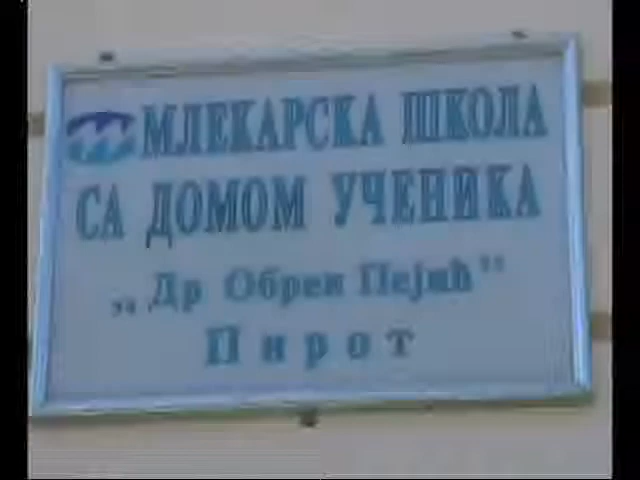 МЛЕКАРСКА ШКОЛА
СА ДОМОМ УЧЕНИКА
„Др Обрен Пејић"
Пирот